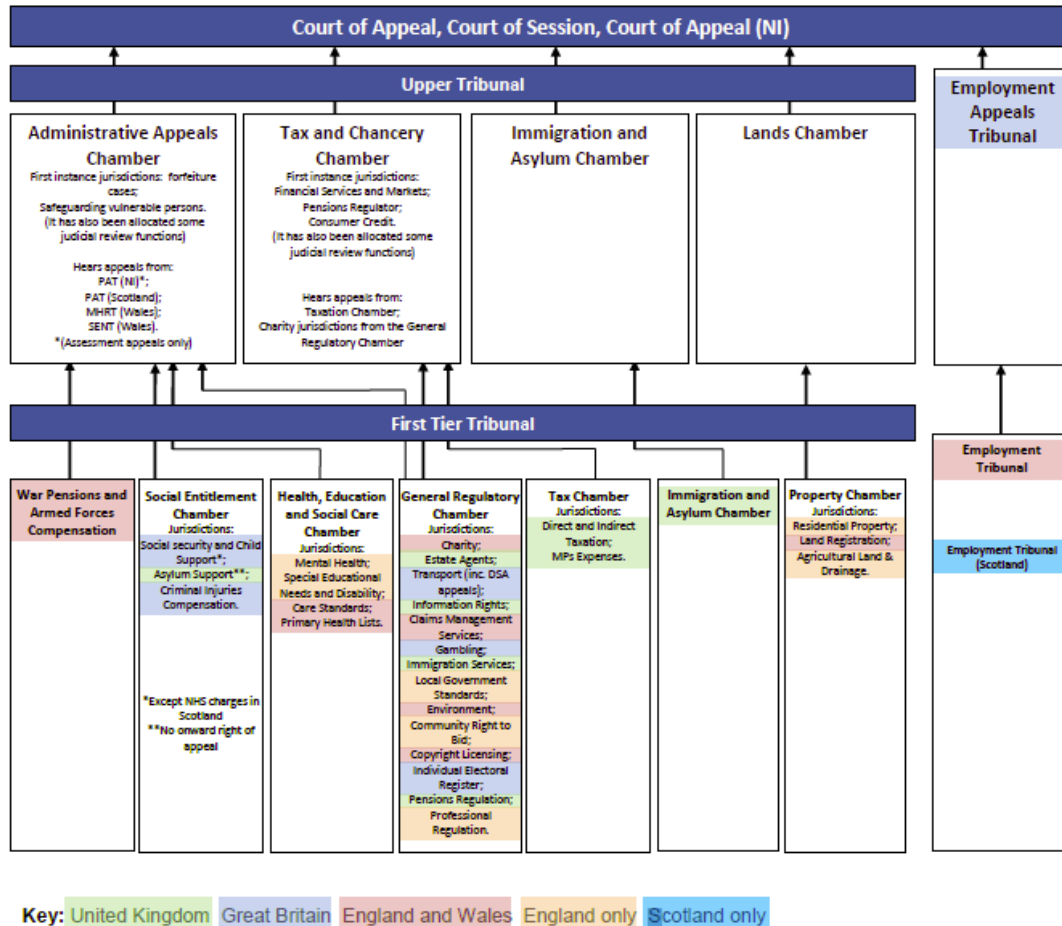 Court of Appeal, Court of Session, Court of Appeal (NI)
Upper Tribunal
Administrative Appeals
Chamber
First instance jurisdictions: forfeiture
cases;
Safeguarding vulnerable persons.
(It has also been allocated some
judicial review functions)
Hears appeals from:
PAT (NI)*;
PAT (Scotland);
MHRT (Wales);
SENT (Wales).
*(Assessment appeals only)
Tax and Chancery
Chamber
First instance jurisdictions:
Financial Services and Markets;
Pensions Regulator;
Consumer Credit.
(It has also been allocated some
judicial review functions)
Hears appeals from:
Taxation Chamber;
Charity jurisdictions from the General
Regulatory Chamber
Immigration and
Asylum Chamber
Lands Chamber
Employment
Appeals
Tribunal
First Tier Tribunal
War Pensions and
Armed Forces
Compensation
Social Entitlement
Chamber
Jurisdictions:
Social security and Child
Support*;
Asylum Support**;
Criminal Injuries
Compensation.
*Except NHS charges in
Scotland
**No onward right of
appeal
Health, Education
and Social Care
Chamber
Jurisdictions:
Mental Health;
Special Educational
Needs and Disability;
Care Standards;
Primary Health Lists.
General Regulatory
Chamber
Jurisdictions:
Charity;
Estate Agents;
Transport (inc. DSA
appeals);
Information Rights;
Claims Management
Services;
Gambling;
Immigration Services;
Local Government
Standards;
Environment;
Community Right to
Bid;
Copyright Licensing;
Individual Electoral
Register;
Pensions Regulation;
Professional
Regulation.
Tax Chamber
Jurisdictions:
Direct and Indirect
Taxation;
MPs Expenses.
Immigration and
Asylum Chamber
Property Chamber
Jurisdictions:
Residential Property;
Land Registration;
Agricultural Land &
Drainage.
Employment
Tribunal
Employment Tribunal
(Scotland)
Key: United Kingdom Great Britain England and Wales England only Scotland only